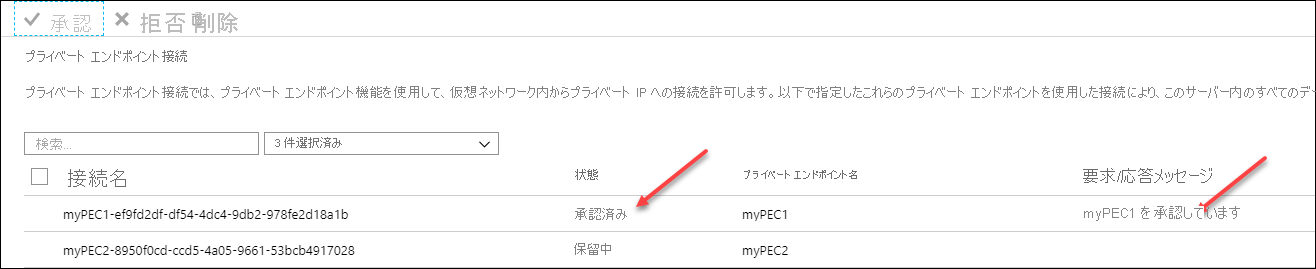 承認 拒否 削除
プライベート エンドポイント接続
プライベート エンドポイント接続では、プライベート エンドポイント機能を使用して、仮想ネットワーク内からプライベート IP への接続を許可します。以下で指定したこれらのプライベート エンドポイントを使用した接続により、このサーバー内のすべてのデー
検索... 3 件選択済み
接続名 状態 プライベート エンドポイント名 要求/応答メッセージ
myPEC1-ef9fd2df-df54-4dc4-9db2-978fe2d18a1b 承認済み myPEC1 myPEC1 を承認しています
myPEC2-8950f0cd-ccd5-4a05-9661-53bcb4917028 保留中 myPEC2